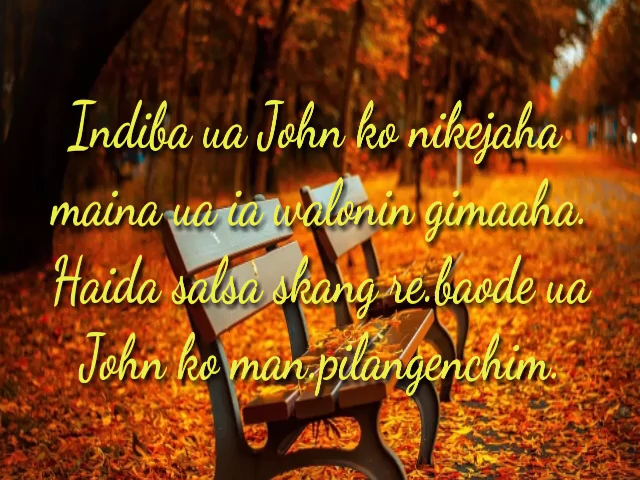 Indiba ua John ko nikejaha
maina ua ia walonin gimaaha.
Haida salsa skang re.baode ua
John ko man.pilangenchim.